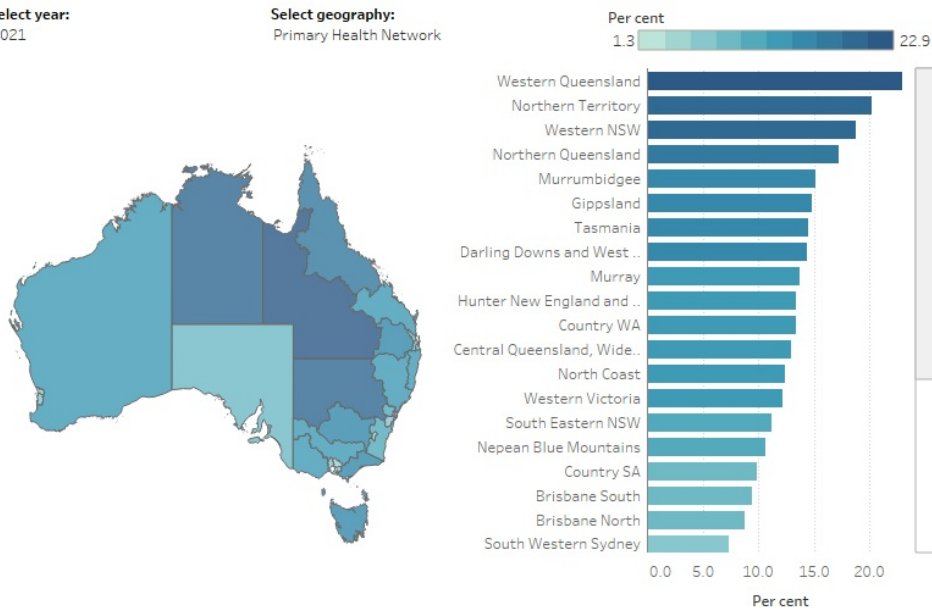 elect year:
021
Select geography:
Primary Health Network
Per cent
1.3
22.9
Western Queensland
Northern Territory
Western NSW
Northern Queensland
Murrumbidgee
Gippsland
Tasmania
Darling Downs and West ..
Murray
Hunter New England and ..
Country WA
Central Queensland, Wide..
North Coast
Western Victoria
South Eastern NSW
Nepean Blue Mountains
Country SA
Brisbane South
Brisbane North
South Western Sydney
0.0 5.0 10.0 15.0 20.0
Per cent